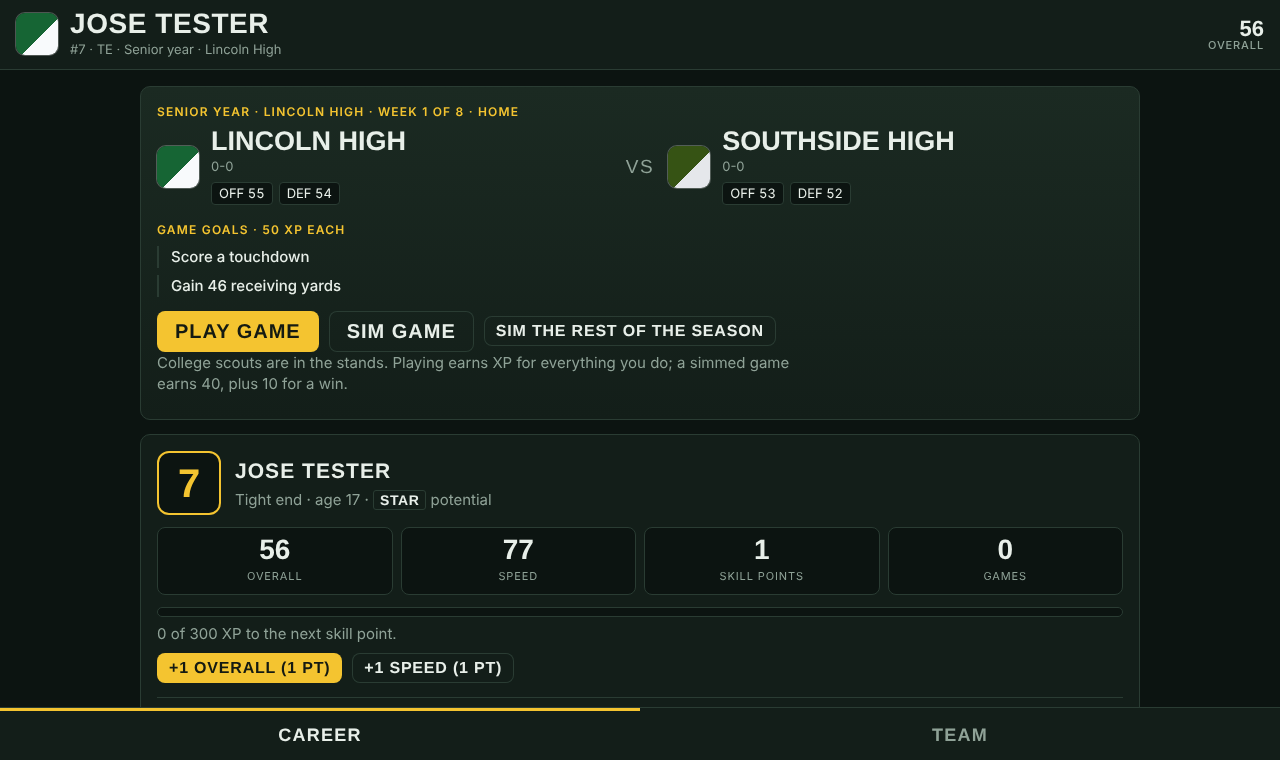 JOSE TESTER
#7 · TE · Senior year · Lincoln High
56
OVERALL
SENIOR YEAR · LINCOLN HIGH · WEEK 1 OF 8 · HOME
LINCOLN HIGH
0-0
OFF 55 DEF 54
VS
SOUTHSIDE HIGH
0-0
OFF 53 DEF 52
GAME GOALS · 50 XP EACH
Score a touchdown
Gain 46 receiving yards
PLAY GAME SIM GAME SIM THE REST OF THE SEASON
College scouts are in the stands. Playing earns XP for everything you do; a simmed game
earns 40, plus 10 for a win.
7
JOSE TESTER
Tight end · age 17 · STAR potential
56
OVERALL
77
SPEED
1
SKILL POINTS
0
GAMES
0 of 300 XP to the next skill point.
+1 OVERALL (1 PT) +1 SPEED (1 PT)
CAREER TEAM